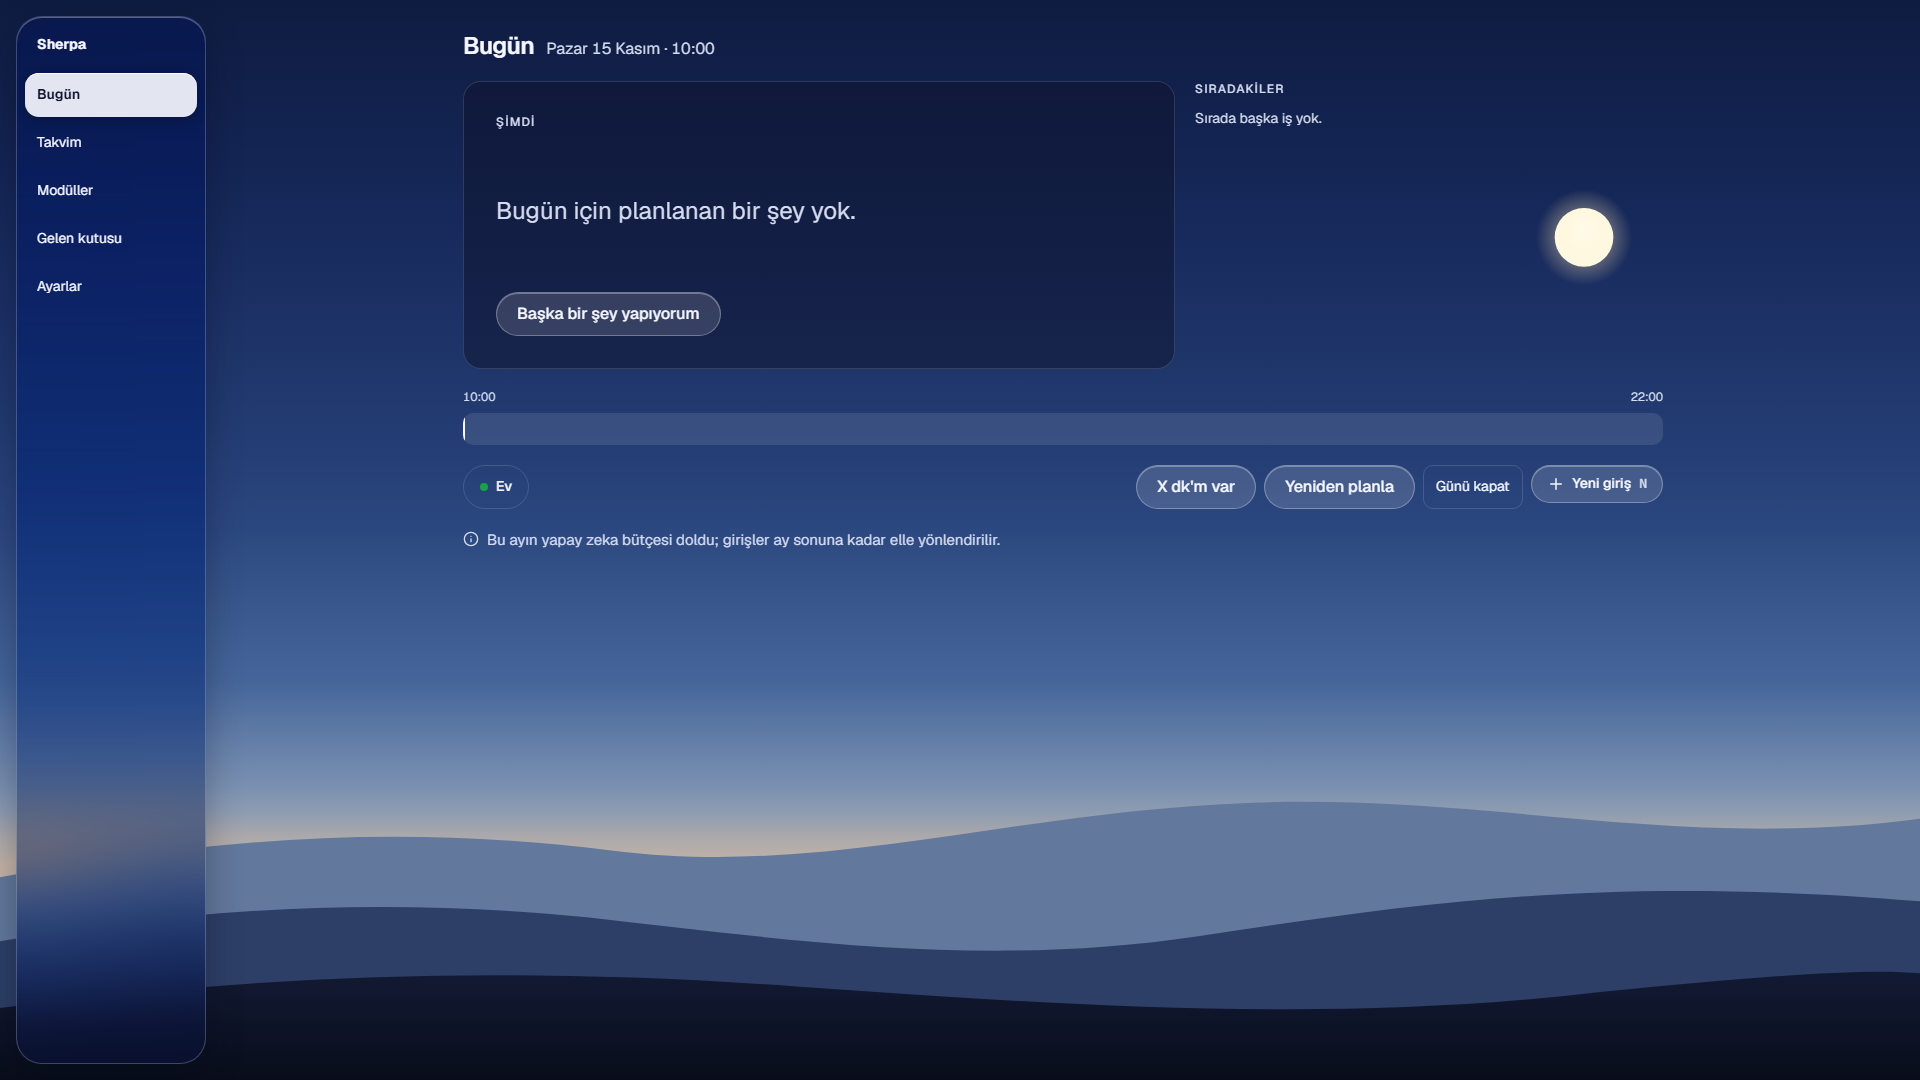 Sherpa
Bugün
Takvim
Modüller
Gelen kutusu
Ayarlar
Bugün Pazar 15 Kasım · 10:00
ŞİMDİ
Bugün için planlanan bir şey yok.
Başka bir şey yapıyorum
SIRADAKİLER
Sırada başka iş yok.
10:00 22:00
Ev
X dk'm var
Yeniden planla
Günü kapat
Yeni giriş N
Bu ayın yapay zeka bütçesi doldu; girişler ay sonuna kadar elle yönlendirilir.